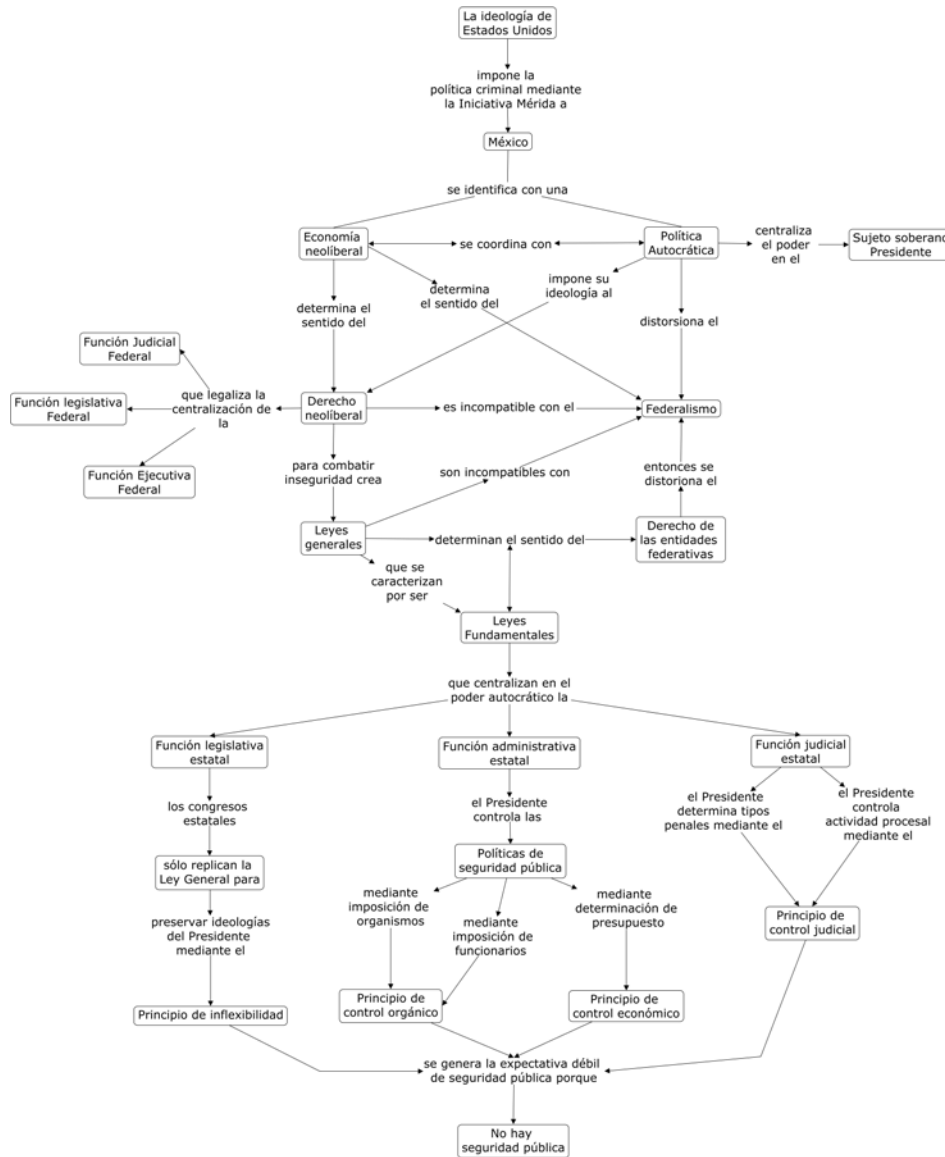 La ideología de
Estados Unidos
impone la
política criminal mediante
la Iniciativa Mérida a
México
se identifica con una
Economía
neolíberal
se coordina con
Política
Autocrática
centraliza
el poder
en el
Sujeto soberano
Presidente
determina el
sentido del
determina
el sentido del
impone su
ideología al
distorsiona el
Función Judicial
Federal
Función legislativa
Federal
Función Ejecutiva
Federal
que legaliza la
centralización de
la
Derecho
neolíberal
es incompatible con el
Federalismo
para combatir
inseguridad crea
son incompatibles con
entonces se
distoriona el
Leyes
generales
determinan el sentido del
Derecho de
las entidades
federativas
que se
caracterizan
por ser
Leyes
Fundamentales
que centralizan en el
poder autocrático la
Función legislativa
estatal
Función administrativa
estatal
Función judicial
estatal
los congresos
estatales
el Presidente
controla las
el Presidente
determina tipos
penales mediante el
el Presidente
controla
actividad procesal
mediante el
sólo replican la
Ley General para
Políticas de
seguridad pública
preservar ideologías
del Presidente
mediante el
mediante
imposición de
organismos
mediante
imposición de
funcionarios
mediante
determinación de
presupuesto
Principio de
control judicial
Principio de inflexibilidad
Principio de
control orgánico
Principio de
control económico
se genera la expectativa débil
de seguridad pública porque
No hay
seguridad pública